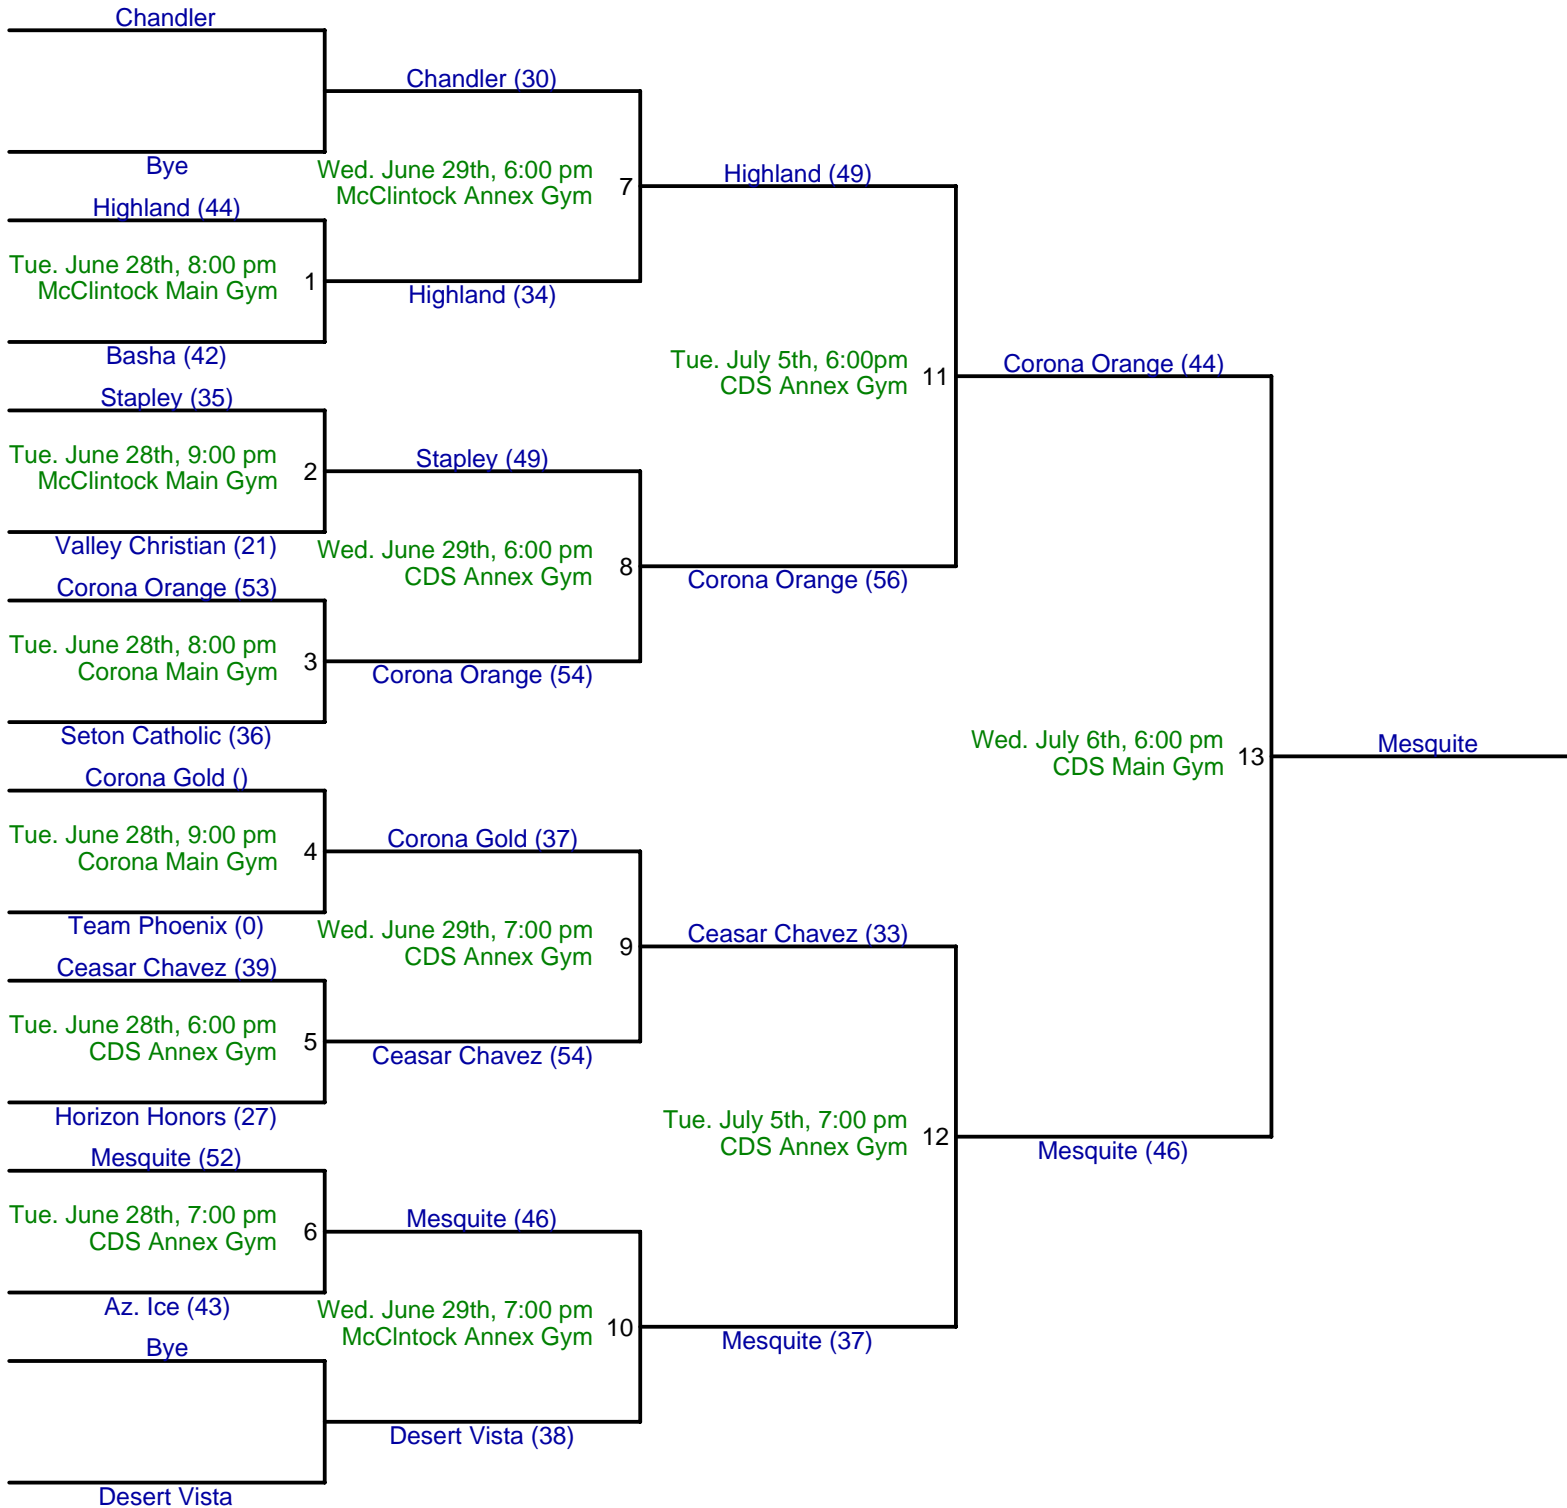 Chandler
Chandler (30)
Bye
Wed. June 29th, 6:00 pm
McClintock Annex Gym
7
Highland (49)
Highland (44)
Tue. June 28th, 8:00 pm
McClintock Main Gym
1
Highland (34)
Basha (42)
Tue. July 5th, 6:00pm
CDS Annex Gym
11
Corona Orange (44)
Stapley (35)
Tue. June 28th, 9:00 pm
McClintock Main Gym
2
Stapley (49)
Valley Christian (21)
Wed. June 29th, 6:00 pm
CDS Annex Gym
8
Corona Orange (56)
Corona Orange (53)
Tue. June 28th, 8:00 pm
Corona Main Gym
3
Corona Orange (54)
Seton Catholic (36)
Wed. July 6th, 6:00 pm
CDS Main Gym
13
Mesquite
Corona Gold ()
Tue. June 28th, 9:00 pm
Corona Main Gym
4
Corona Gold (37)
Team Phoenix (0)
Wed. June 29th, 7:00 pm
CDS Annex Gym
9
Ceasar Chavez (33)
Ceasar Chavez (39)
Tue. June 28th, 6:00 pm
CDS Annex Gym
5
Ceasar Chavez (54)
Horizon Honors (27)
Tue. July 5th, 7:00 pm
CDS Annex Gym
12
Mesquite (46)
Mesquite (52)
Tue. June 28th, 7:00 pm
CDS Annex Gym
6
Mesquite (46)
Az. Ice (43)
Wed. June 29th, 7:00 pm
McClntock Annex Gym
10
Mesquite (37)
Bye
Desert Vista (38)
Desert Vista